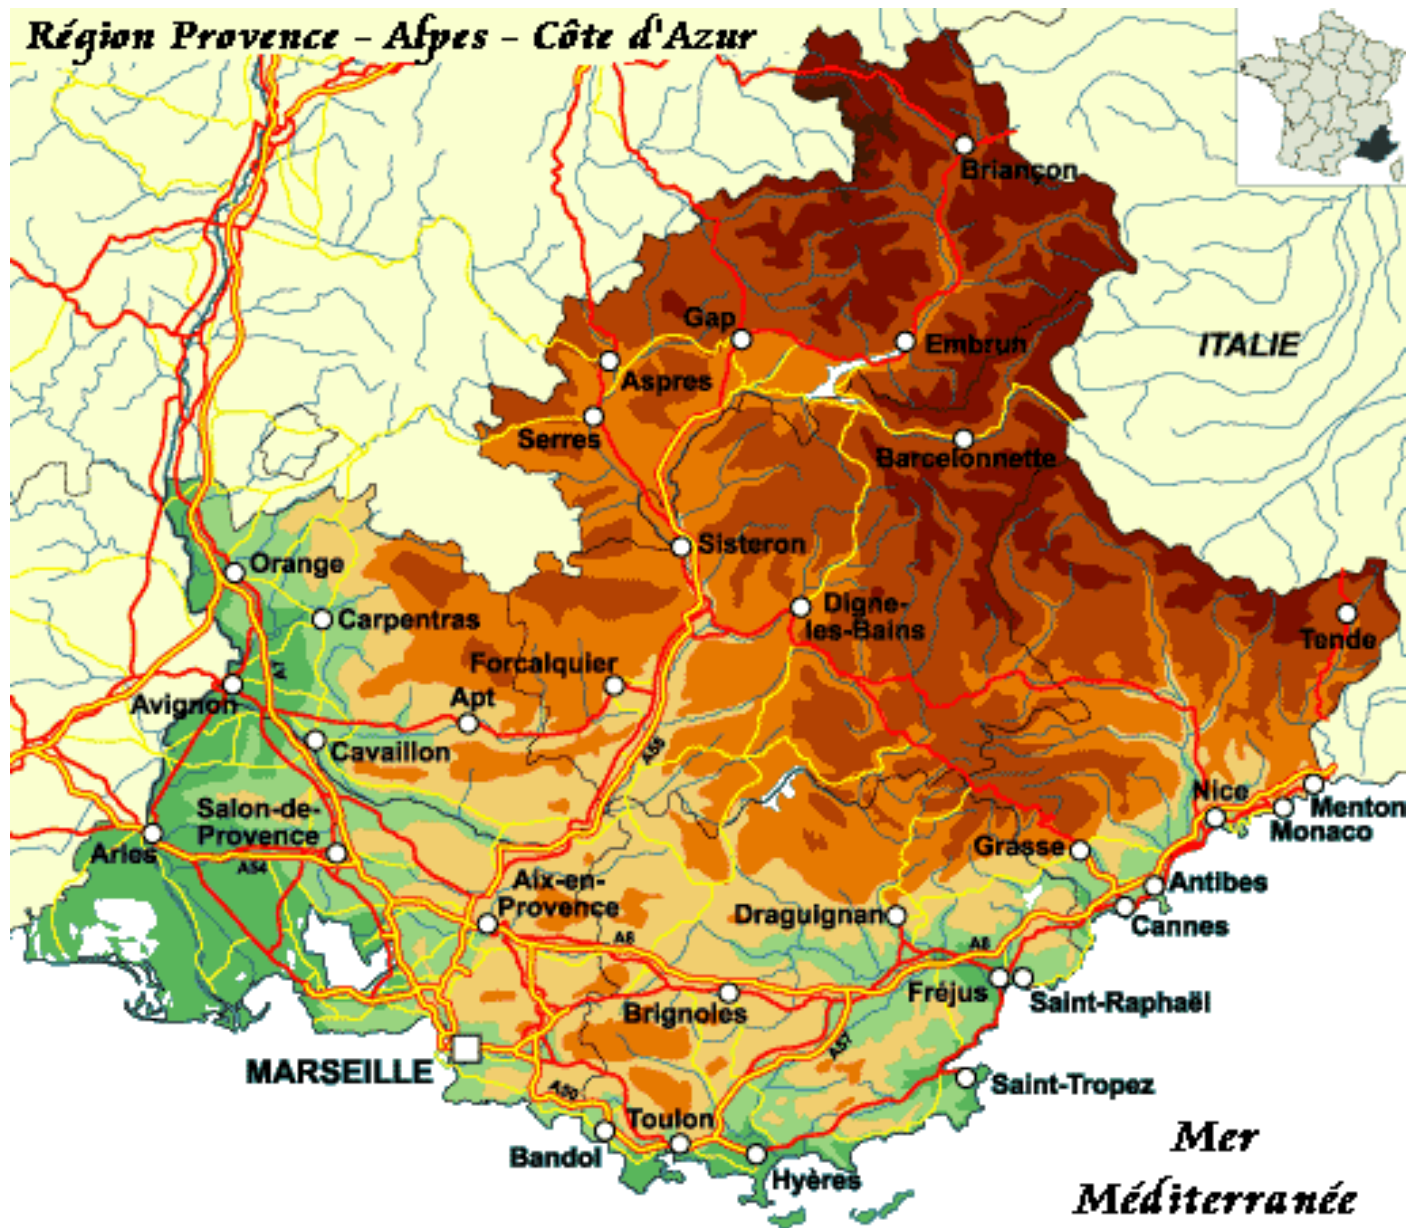 Région Provence - Alpes - Côte d'Azur
Briançon
ITALIE
Gap
Embrun
Aspres
Serres
Barcelonnette
Sisteron
Orange
Carpentras
Digne-
les-Bains
Tende
Forcalquier
A7
Avignon
Apt
Cavaillon
Nice
Menton
Monaco
Salon-de-
Provence
Arles
A54
Grasse
Antibes
Aix-en-
Provence
Draguignan
Cannes
A8
A8
Fréjus
Saint-Raphaël
Brignoles
A57
MARSEILLE
A50
Saint-Tropez
Toulon
Bandol
Hyères
Mer
Méditerranée